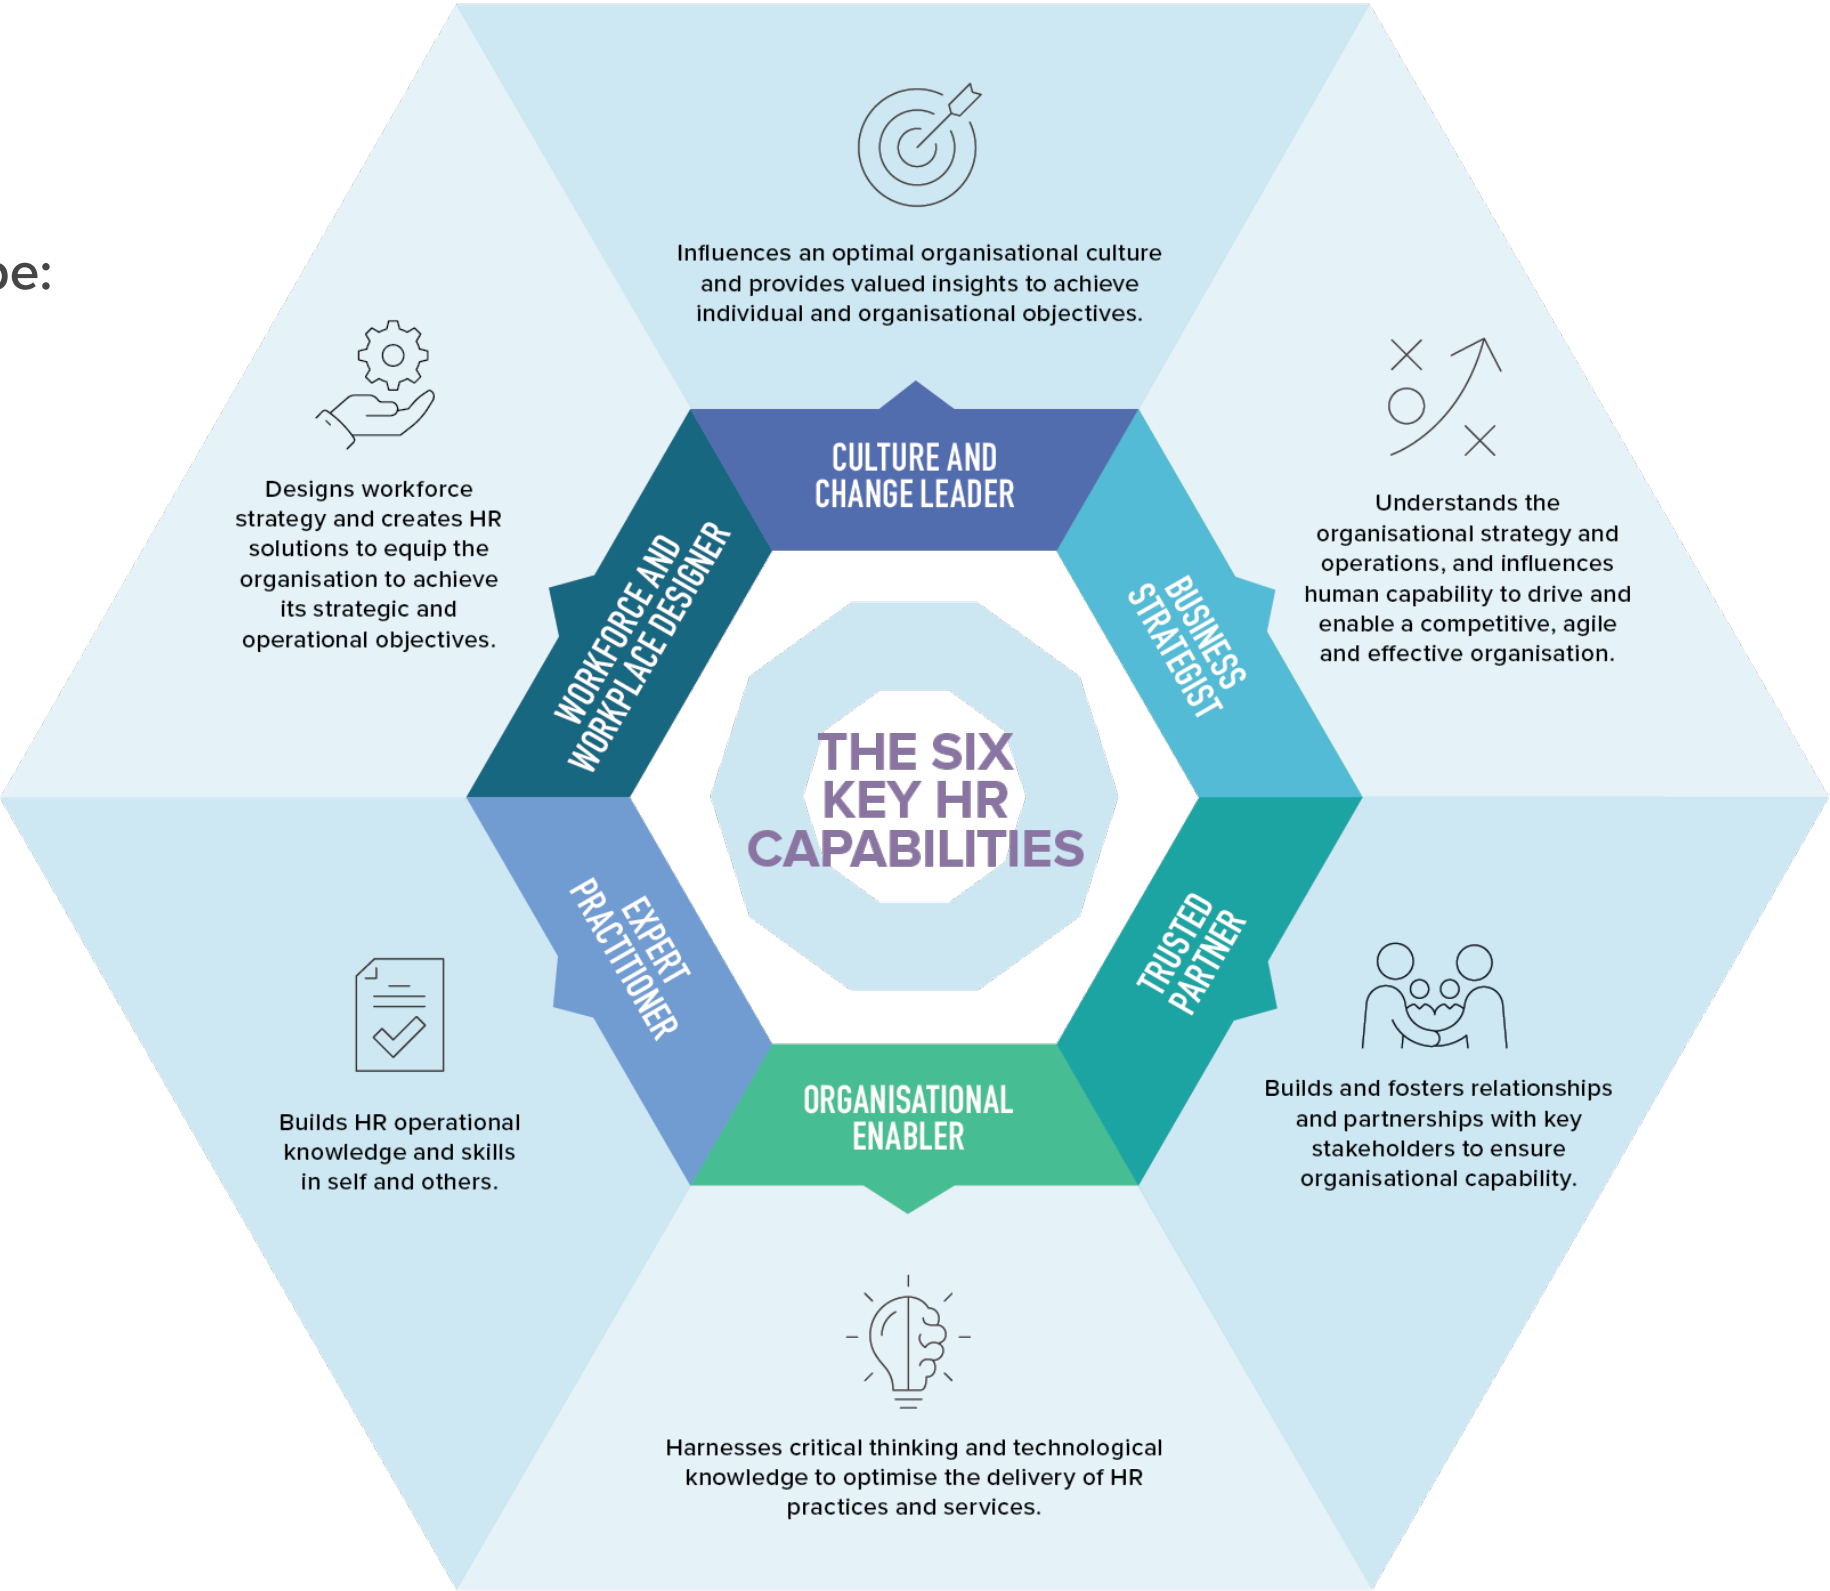 be:
Influences an optimal organisational culture
and provides valued insights to achieve
individual and organisational objectives.
CULTURE AND
CHANGE LEADER
Understands the
organisational strategy and
operations, and influences
human capability to drive and
enable a competitive, agile
and effective organisation.
BUSINESS
STRATEGIST
Builds and fosters relationships
and partnerships with key
stakeholders to ensure
organisational capability.
TRUSTED
PARTNER
Harnesses critical thinking and technological
knowledge to optimise the delivery of HR
practices and services.
ORGANISATIONAL
ENABLER
Builds HR operational
knowledge and skills
in self and others.
EXPERT
PRACTITIONER
Designs workforce
strategy and creates HR
solutions to equip the
organisation to achieve
its strategic and
operational objectives.
WORKFORCE AND
WORKPLACE DESIGNER
THE SIX
KEY HR
CAPABILITIES